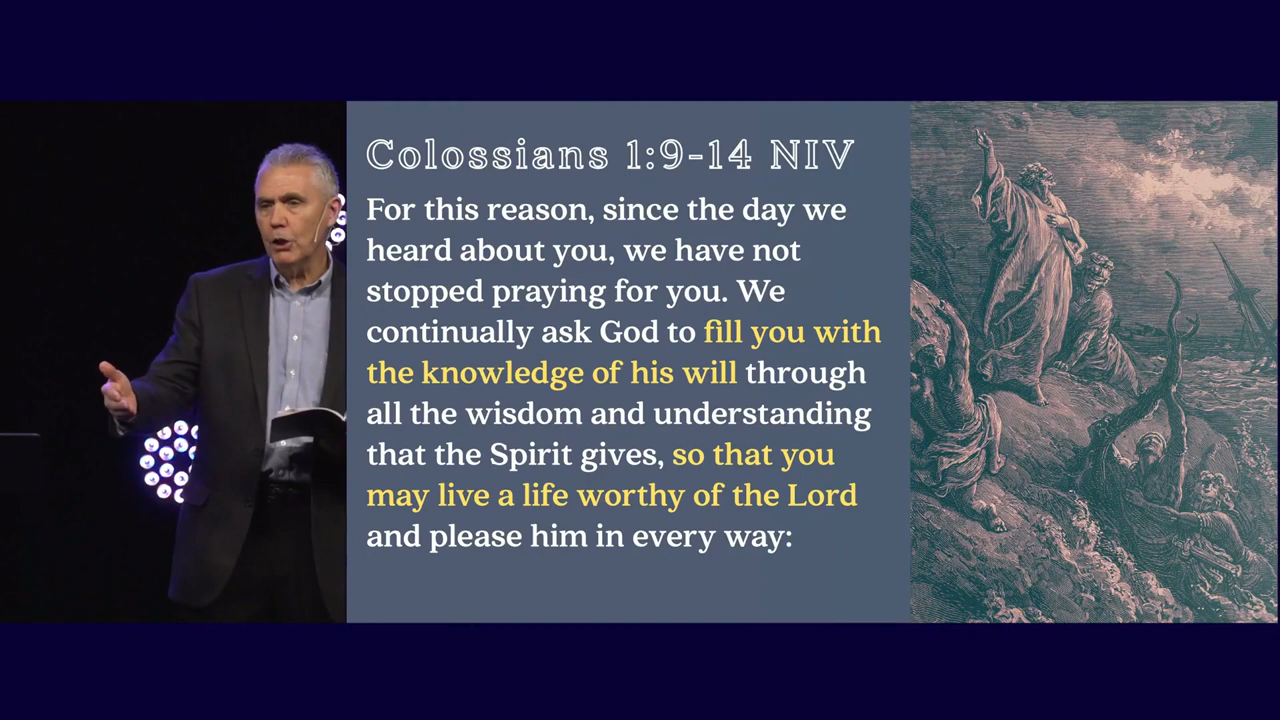 Colossians 1:9-14 NIV
For this reason, since the day we
heard about you, we have not
stopped praying for you. We
continually ask God to fill you with
the knowledge of his will through
all the wisdom and understanding
that the Spirit gives, so that you
may live a life worthy of the Lord
and please him in every way: